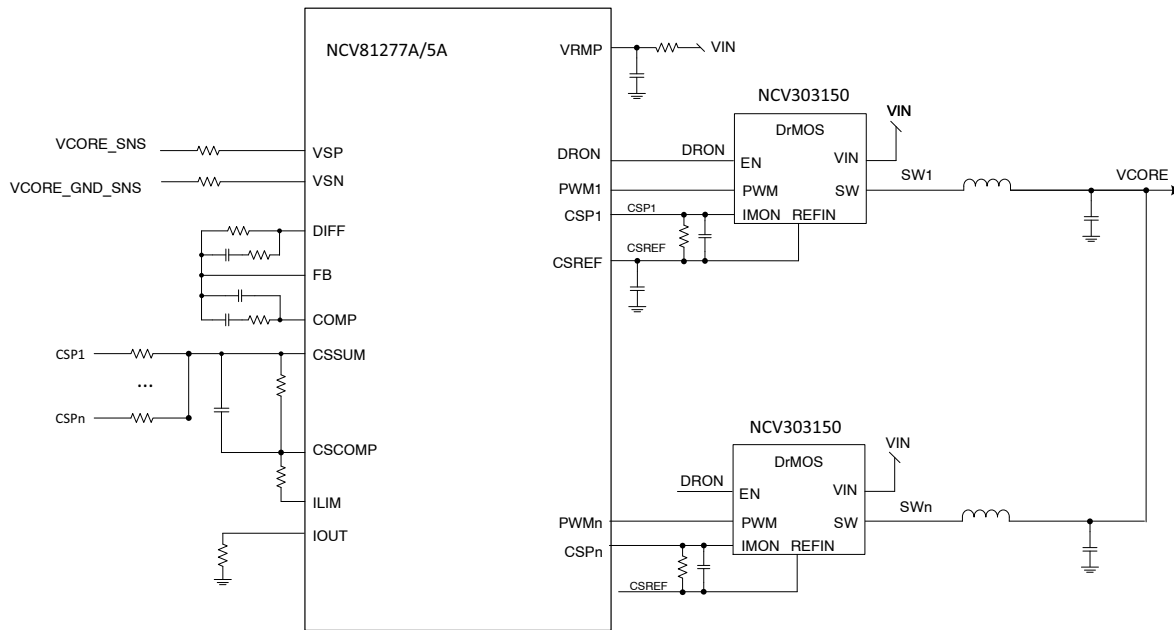 NCV81277A/5A
VRMP
VIN
NCV303150
DrMOS
VIN
VCORE_SNS
VSP
DRON
DRON
EN
VIN
VCORE_GND_SNS
VSN
PWM1
PWM
SW
SW1
VCORE
CSP1
CSP1
IMON
REFIN
DIFF
CSREF
CSREF
FB
COMP
CSP1
CSSUM
...
CSPn
NCV303150
CSCOMP
DrMOS
VIN
DRON
EN
VIN
ILIM
SWn
PWMn
PWM
SW
IOUT
CSPn
IMON
REFIN
CSREF